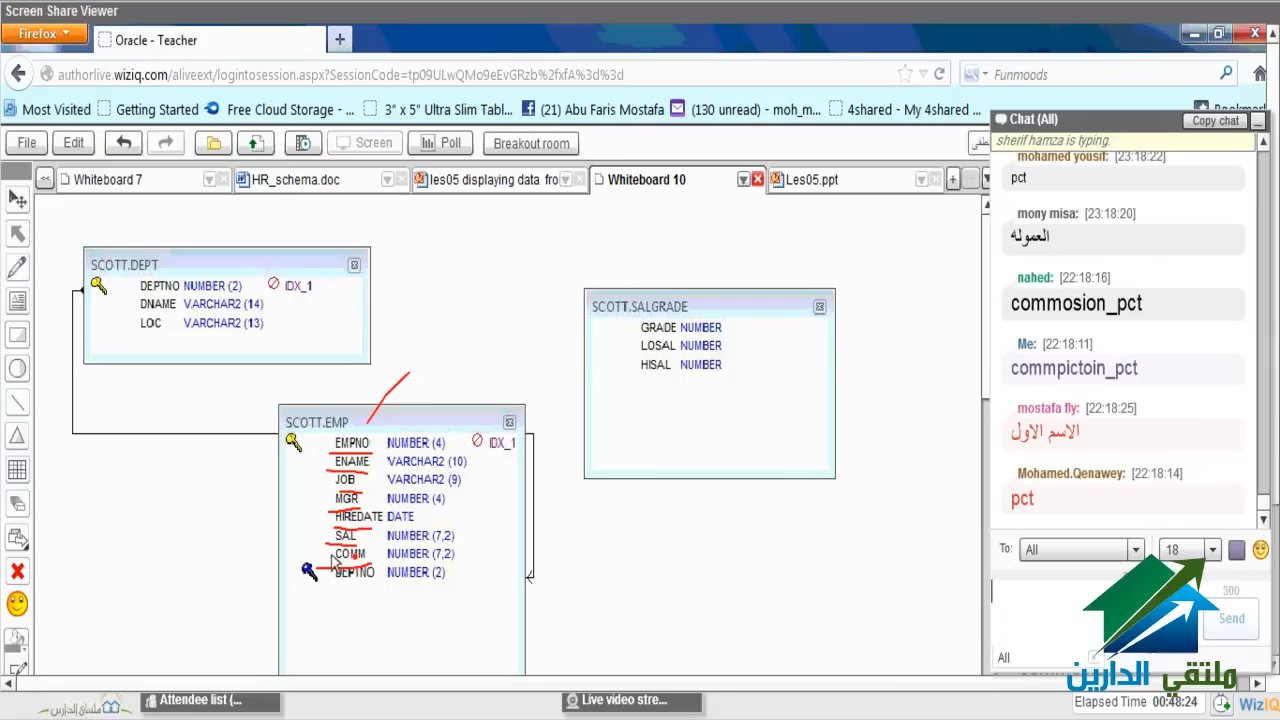 Screen Share Viewer
Firefox
Oracle - Teacher
authorlive.wiziq.com/aliveext/logintosession.aspx?SessionCode=tp09ULwQMo9eEvGRzb%2fxfA%3d%3d
Funmoods
Most Visited Getting Started Free Cloud Storage - ... 3" x 5" Ultra Slim Tabl... (21) Abu Faris Mostafa (130 unread) - moh_m... 4shared - My 4shared ...
File Edit Screen Poll Breakout room
Whiteboard 7 HR_schema.doc les05 displaying data fro Whiteboard 10 Les05.ppt
SCOTT.DEPT
DEPTNO NUMBER (2) IDX_1
DNAME VARCHAR2 (14)
LOC VARCHAR2 (13)
SCOTT.SALGRADE
GRADE NUMBER
LOSAL NUMBER
HISAL NUMBER
SCOTT.EMP
EMPNO NUMBER (4) IDX_1
ENAME VARCHAR2 (10)
JOB VARCHAR2 (9)
MGR NUMBER (4)
HIREDATE DATE
SAL NUMBER (7,2)
COMM NUMBER (7,2)
DEPTNO NUMBER (2)
Chat (All) Copy chat
sherif hamza is typing.
mohamed yousif: [23:18:22]
pct
mony misa: [23:18:20]
العموله
nahed: [22:18:16]
commosion_pct
Me: [22:18:11]
commpictoin_pct
mostafa fly: [22:18:25]
الاسم الاول
Mohamed.Qenawey: [22:18:14]
pct
To: All 18
300
Send
All
ملتقي الدارين
Elapsed Time 00:48:24
WizIQ
Attendee list (...
Live video stre...